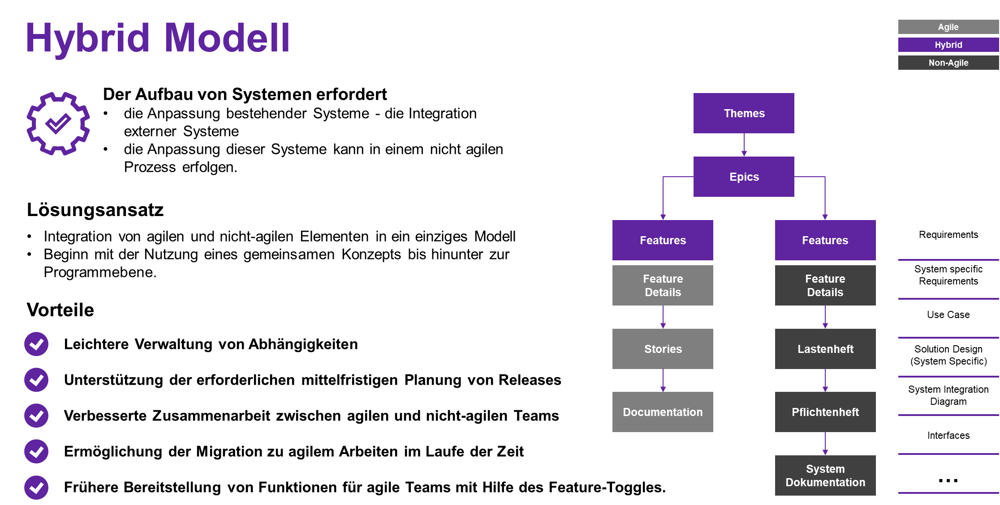 Hybrid Modell
Agile
Hybrid
Non-Agile
Der Aufbau von Systemen erfordert
• die Anpassung bestehender Systeme - die Integration
externer Systeme
• die Anpassung dieser Systeme kann in einem nicht agilen
Prozess erfolgen.
Lösungsansatz
• Integration von agilen und nicht-agilen Elementen in ein einziges Modell
• Beginn mit der Nutzung eines gemeinsamen Konzepts bis hinunter zur
Programmebene.
Vorteile
Leichtere Verwaltung von Abhängigkeiten
Unterstützung der erforderlichen mittelfristigen Planung von Releases
Verbesserte Zusammenarbeit zwischen agilen und nicht-agilen Teams
Ermöglichung der Migration zu agilem Arbeiten im Laufe der Zeit
Frühere Bereitstellung von Funktionen für agile Teams mit Hilfe des Feature-Toggles.
Themes
Epics
Features
Feature
Details
Stories
Documentation
Features
Feature
Details
Lastenheft
Pflichtenheft
System
Dokumentation
Requirements
System specific
Requirements
Use Case
Solution Design
(System Specific)
System Integration
Diagram
Interfaces
...